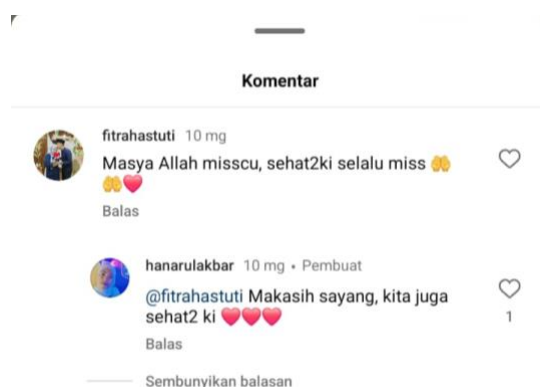 Komentar
fitrahastuti 10 mg
Masya Allah misscu, sehat2ki selalu miss 🤲
🤲❤️
Balas
hanarulakbar 10 mg • Pembuat
@fitrahastuti Makasih sayang, kita juga
sehat2 ki ❤️❤️❤️
1
Balas
Sembunyikan balasan